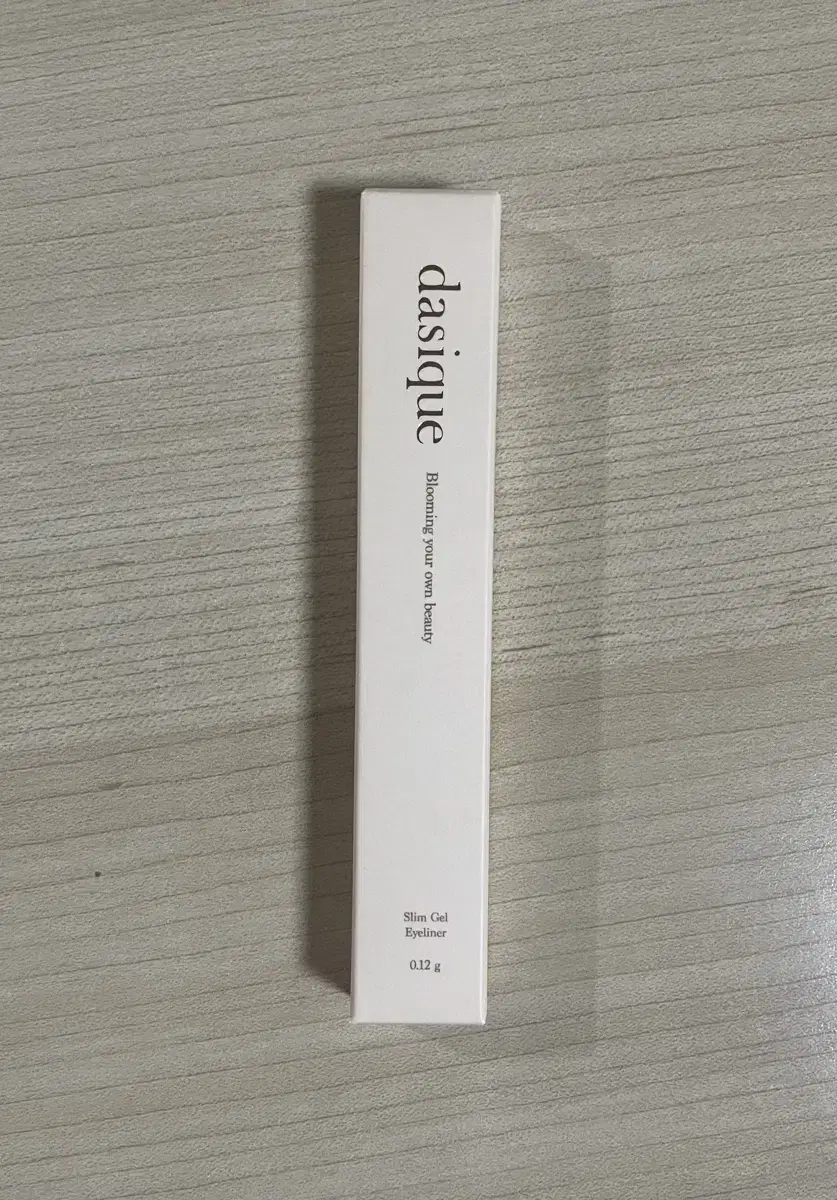 dasique
Blooming your own beauty
Slim Gel
Eyeliner
0.12 g